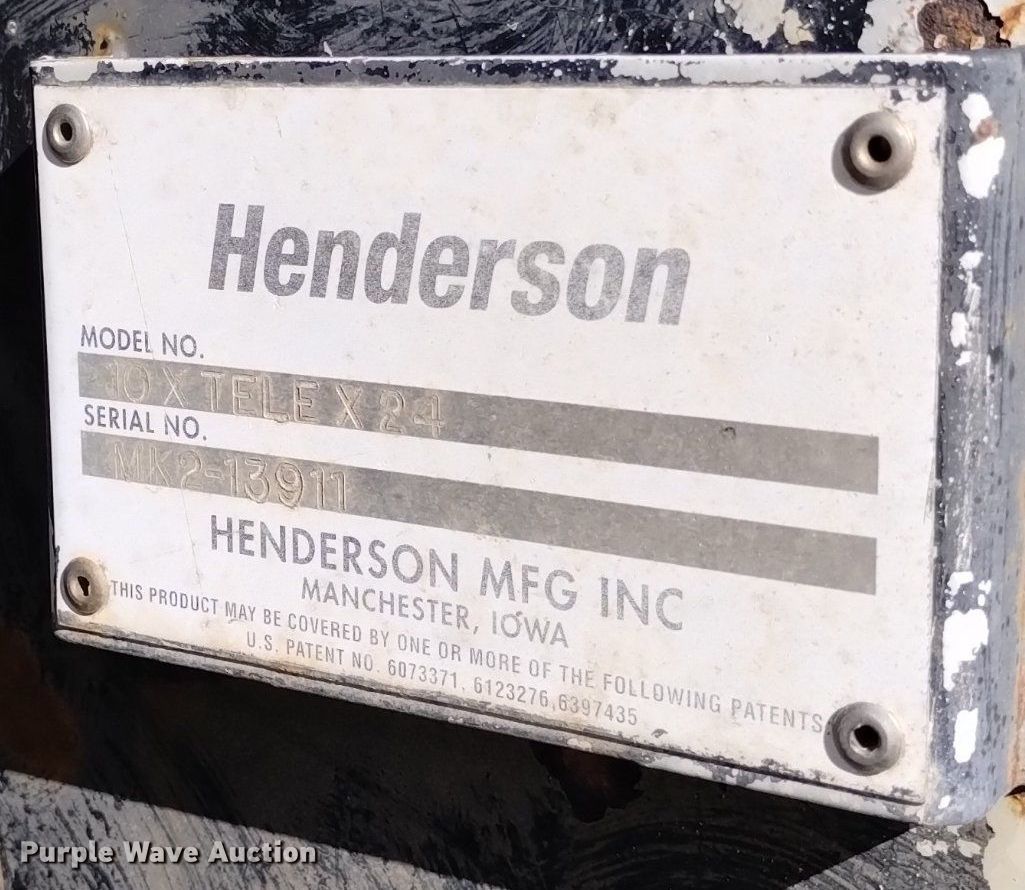 Henderson
MODEL NO.
10 X TELE X 24
SERIAL NO.
MK2-13911
HENDERSON MFG INC
MANCHESTER, IOWA
THIS PRODUCT MAY BE COVERED BY ONE OR MORE OF THE FOLLOWING PATENTS
U.S. PATENT NO. 6073371, 6123276,6397435
Purple Wave Auction